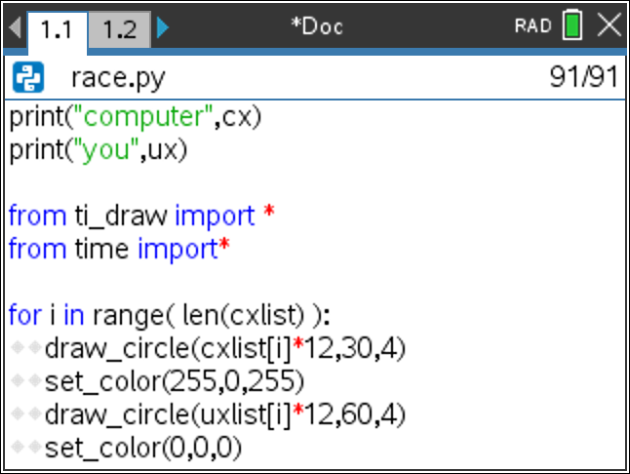 1.1 1.2 *Doc RAD
race.py 91/91
print("computer",cx)
print("you",ux)
from ti_draw import *
from time import*
for i in range( len(cxlist) ):
draw_circle(cxlist[i]*12,30,4)
set_color(255,0,255)
draw_circle(uxlist[i]*12,60,4)
set_color(0,0,0)